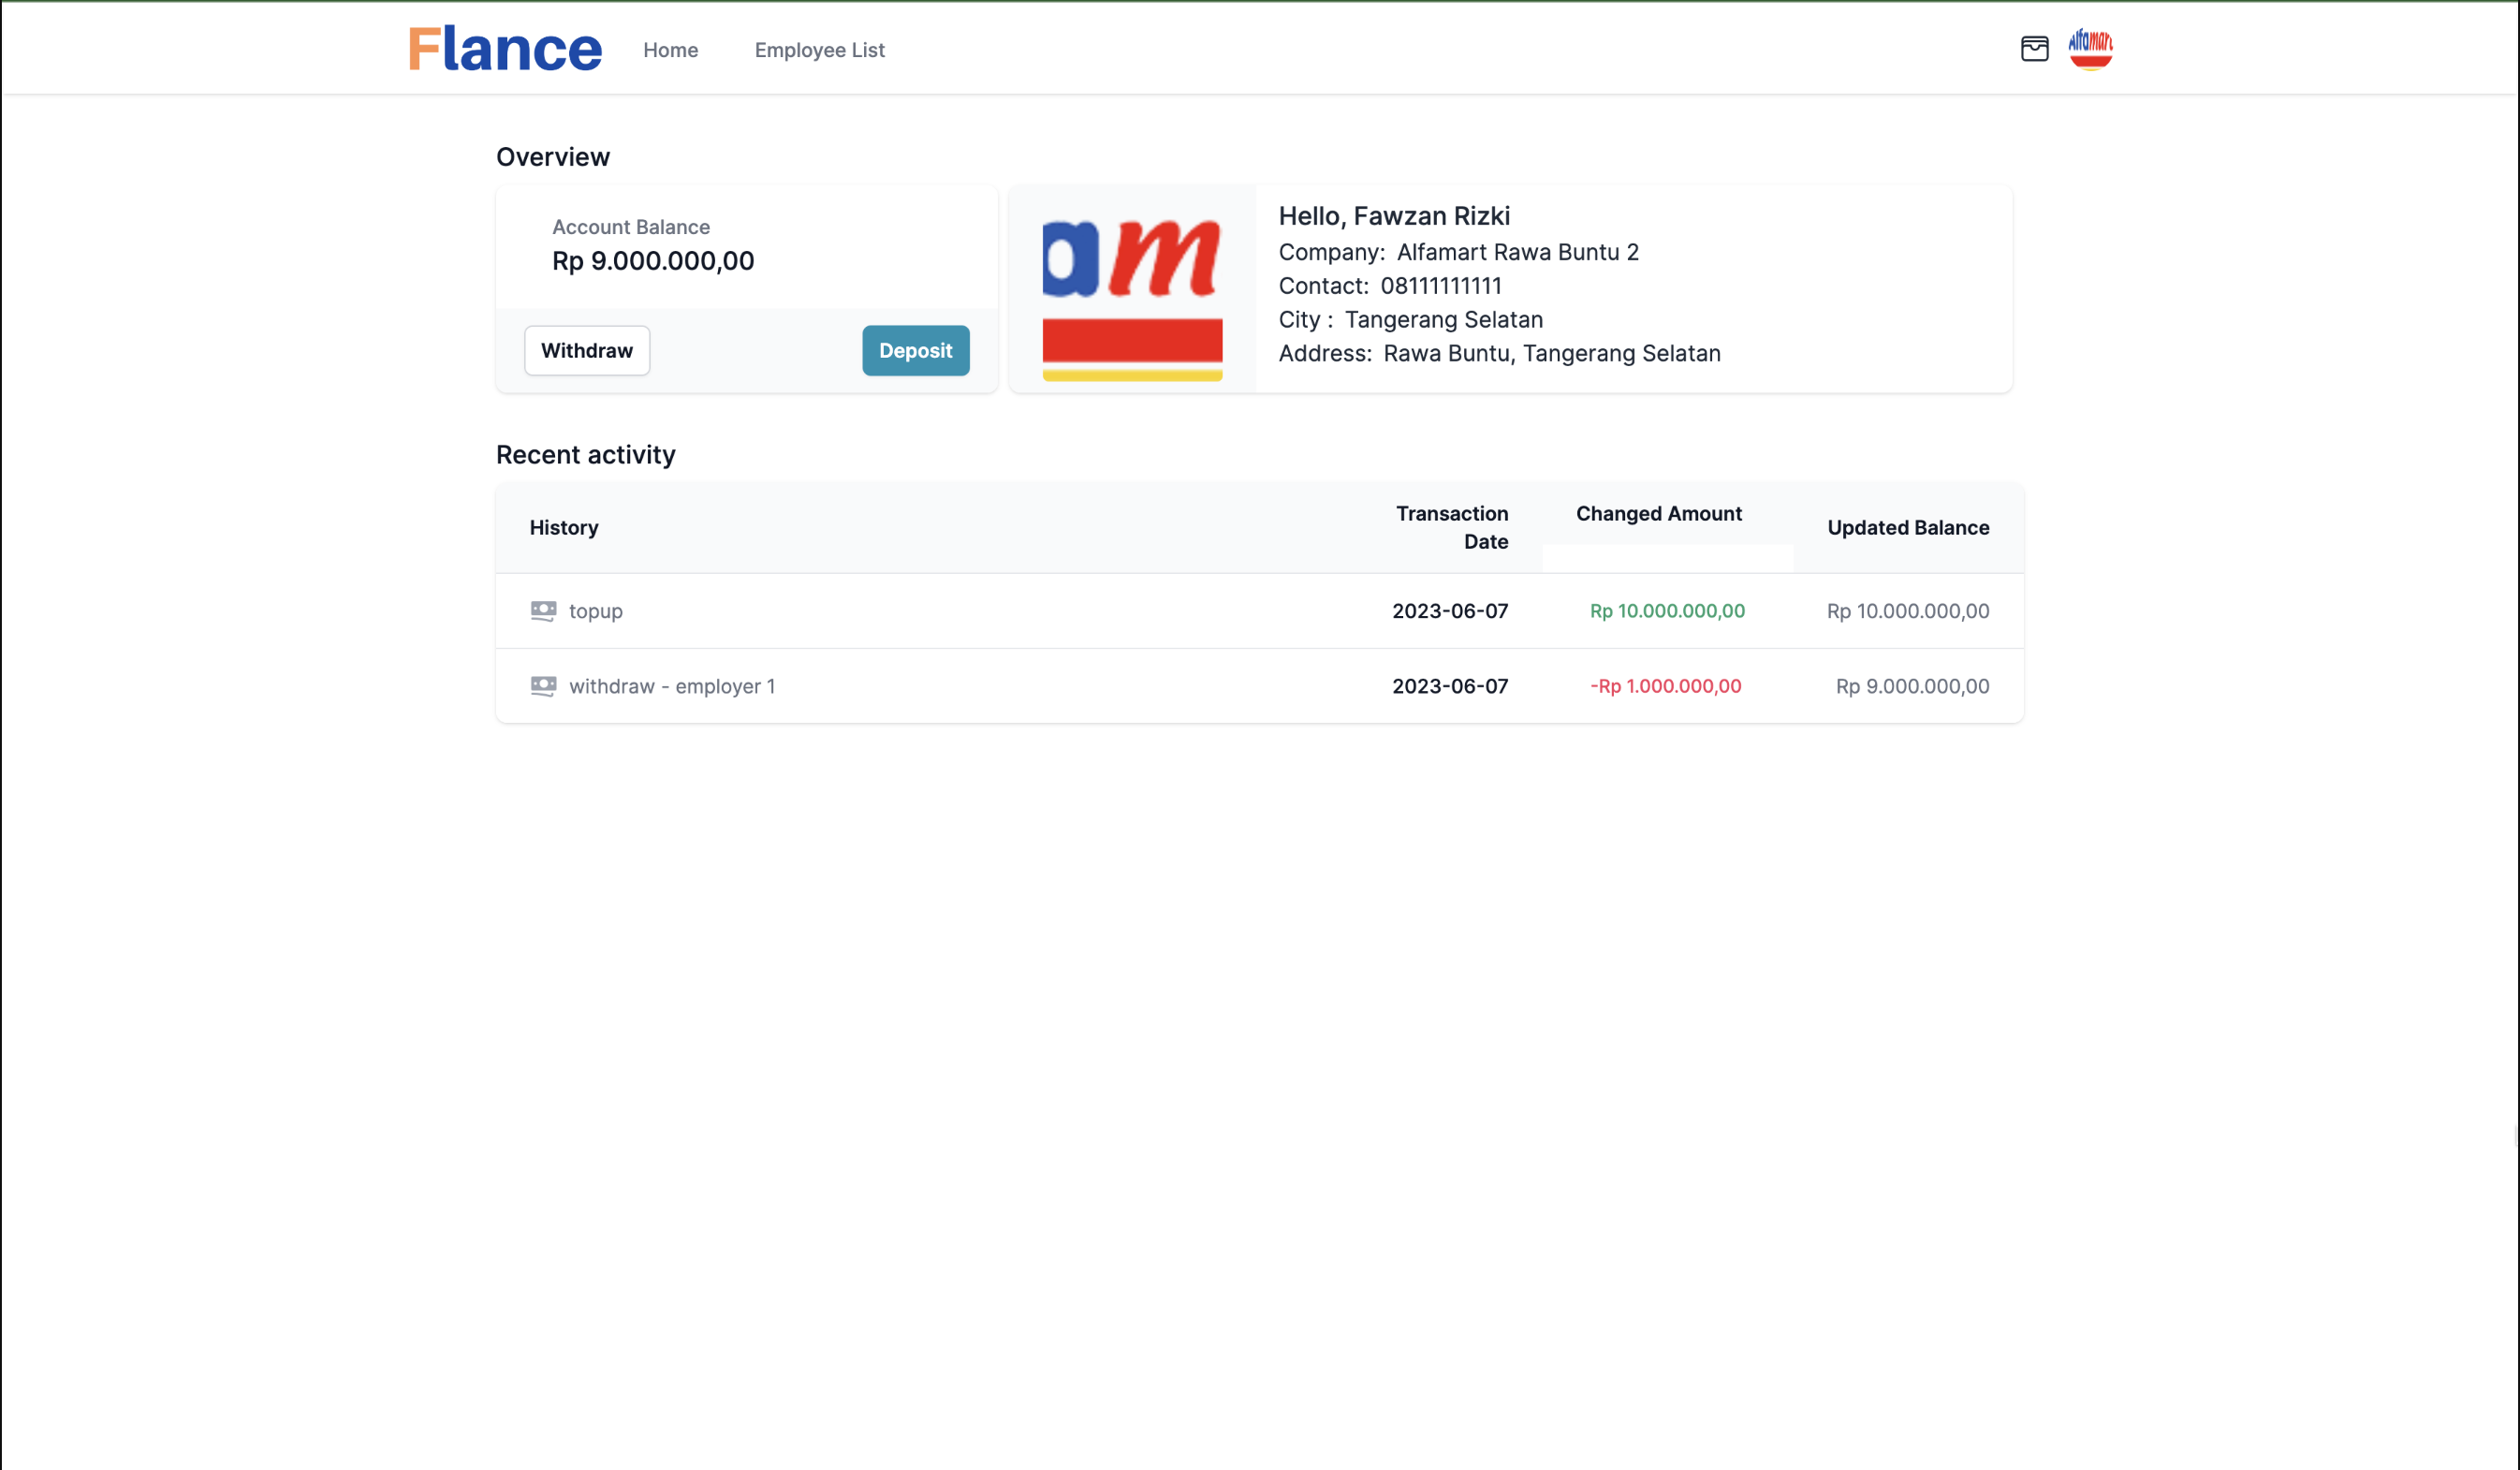 Flance Home Employee List
Alfamart
Overview
Account Balance
Rp 9.000.000,00
Withdraw Deposit
am
Hello, Fawzan Rizki
Company: Alfamart Rawa Buntu 2
Contact: 08111111111
City : Tangerang Selatan
Address: Rawa Buntu, Tangerang Selatan
Recent activity
History Transaction Date Changed Amount Updated Balance
topup 2023-06-07 Rp 10.000.000,00 Rp 10.000.000,00
withdraw - employer 1 2023-06-07 -Rp 1.000.000,00 Rp 9.000.000,00